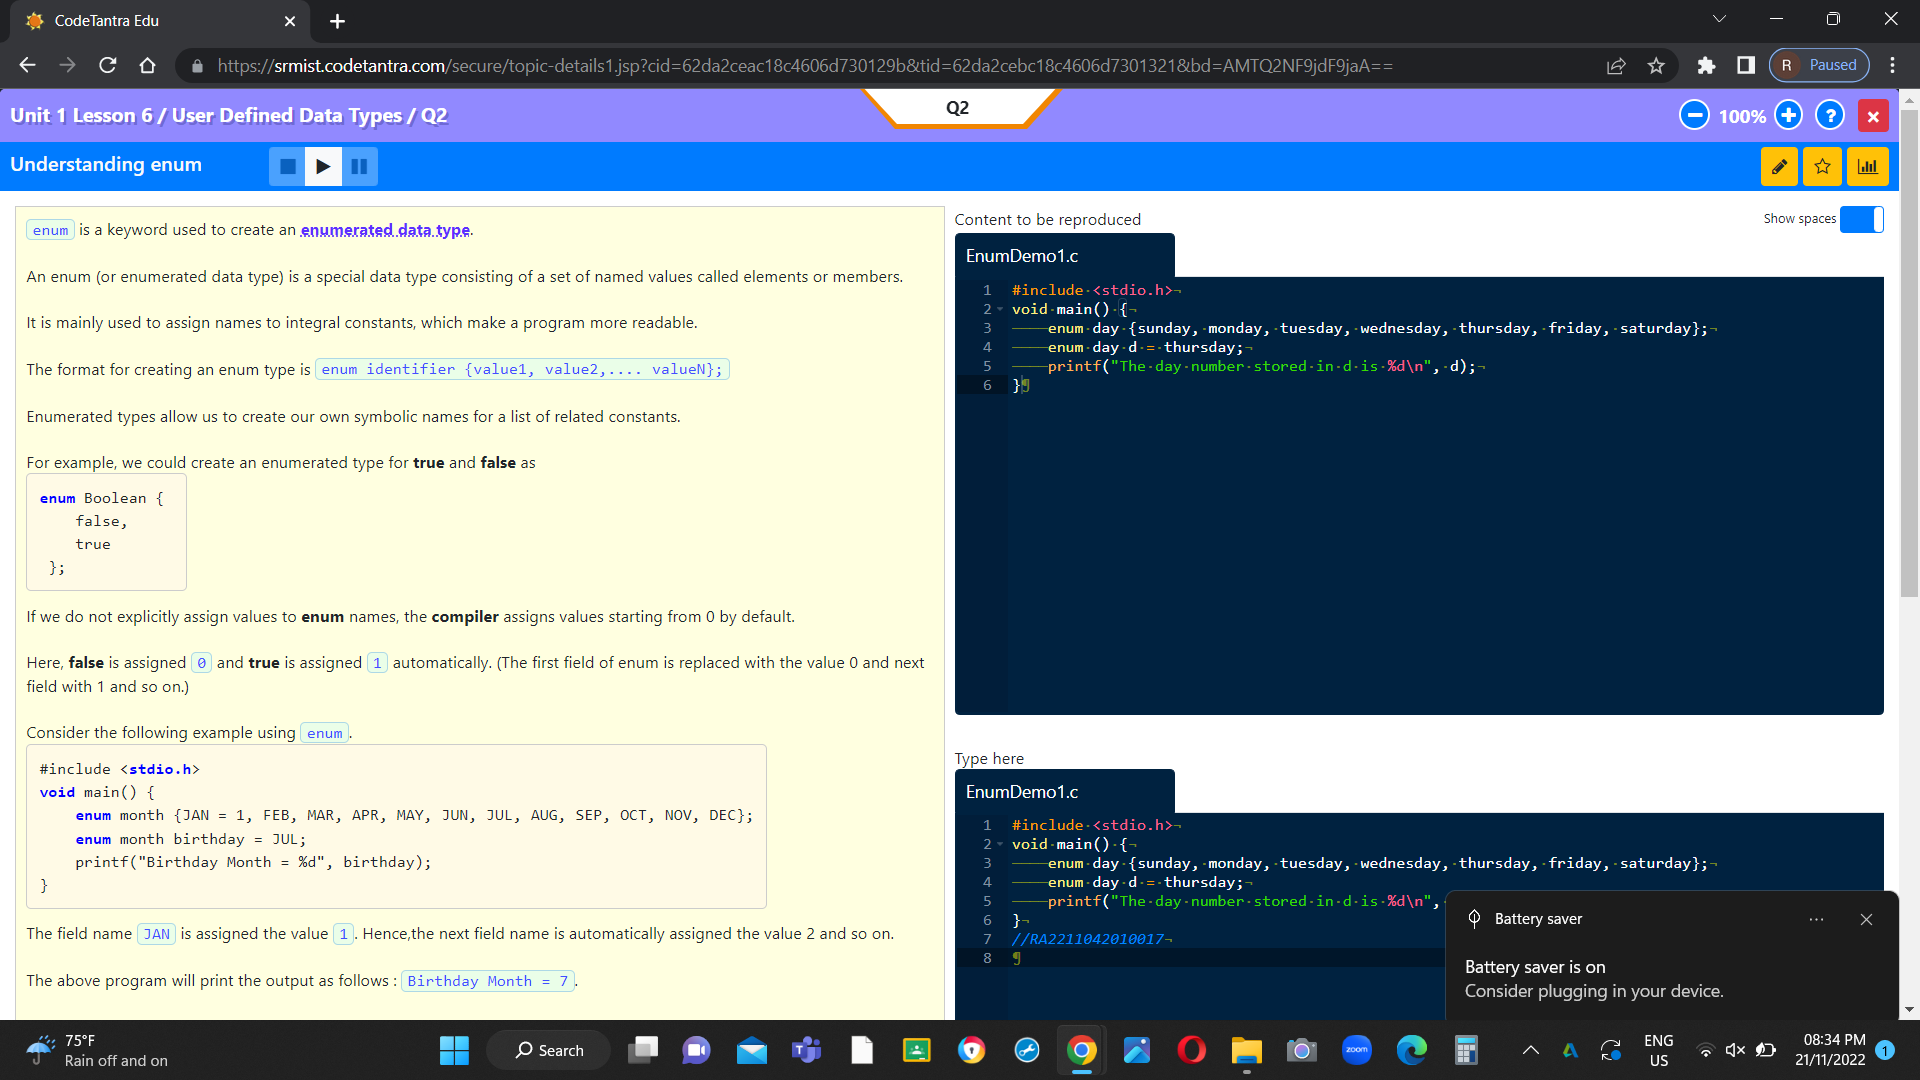 CodeTantra Edu
https://srmist.codetantra.com/secure/topic-details1.jsp?cid=62da2ceac18c4606d730129b&tid=62da2cebc18c4606d7301321&bd=AMTQ2NF9jdF9jaA==
R Paused
Unit 1 Lesson 6 / User Defined Data Types / Q2
Q2
100%
?
Understanding enum
enum is a keyword used to create an enumerated data type.
An enum (or enumerated data type) is a special data type consisting of a set of named values called elements or members.
It is mainly used to assign names to integral constants, which make a program more readable.
The format for creating an enum type is enum identifier {value1, value2,.... valueN};
Enumerated types allow us to create our own symbolic names for a list of related constants.
For example, we could create an enumerated type for true and false as
enum Boolean {
false,
true
};
If we do not explicitly assign values to enum names, the compiler assigns values starting from 0 by default.
Here, false is assigned 0 and true is assigned 1 automatically. (The first field of enum is replaced with the value 0 and next
field with 1 and so on.)
Consider the following example using enum.
#include <stdio.h>
void main() {
enum month {JAN = 1, FEB, MAR, APR, MAY, JUN, JUL, AUG, SEP, OCT, NOV, DEC};
enum month birthday = JUL;
printf("Birthday Month = %d", birthday);
}
The field name JAN is assigned the value 1. Hence,the next field name is automatically assigned the value 2 and so on.
The above program will print the output as follows : Birthday Month = 7.
Content to be reproduced
Show spaces
EnumDemo1.c
1 #include·<stdio.h>¬
2 void·main()·{¬
3 enum·day·{sunday,·monday,·tuesday,·wednesday,·thursday,·friday,·saturday};¬
4 enum·day·d·=·thursday;¬
5 printf("The·day·number·stored·in·d·is·%d\n",·d);¬
6 }¶
Type here
EnumDemo1.c
1 #include·<stdio.h>¬
2 void·main()·{¬
3 enum·day·{sunday,·monday,·tuesday,·wednesday,·thursday,·friday,·saturday};¬
4 enum·day·d·=·thursday;¬
5 printf("The·day·number·stored·in·d·is·%d\n",·
6 }¬
7 //RA2211042010017¬
8 ¶
Battery saver
Battery saver is on
Consider plugging in your device.
75°F
Rain off and on
Search
zoom
ENG
US
08:34 PM
21/11/2022
1